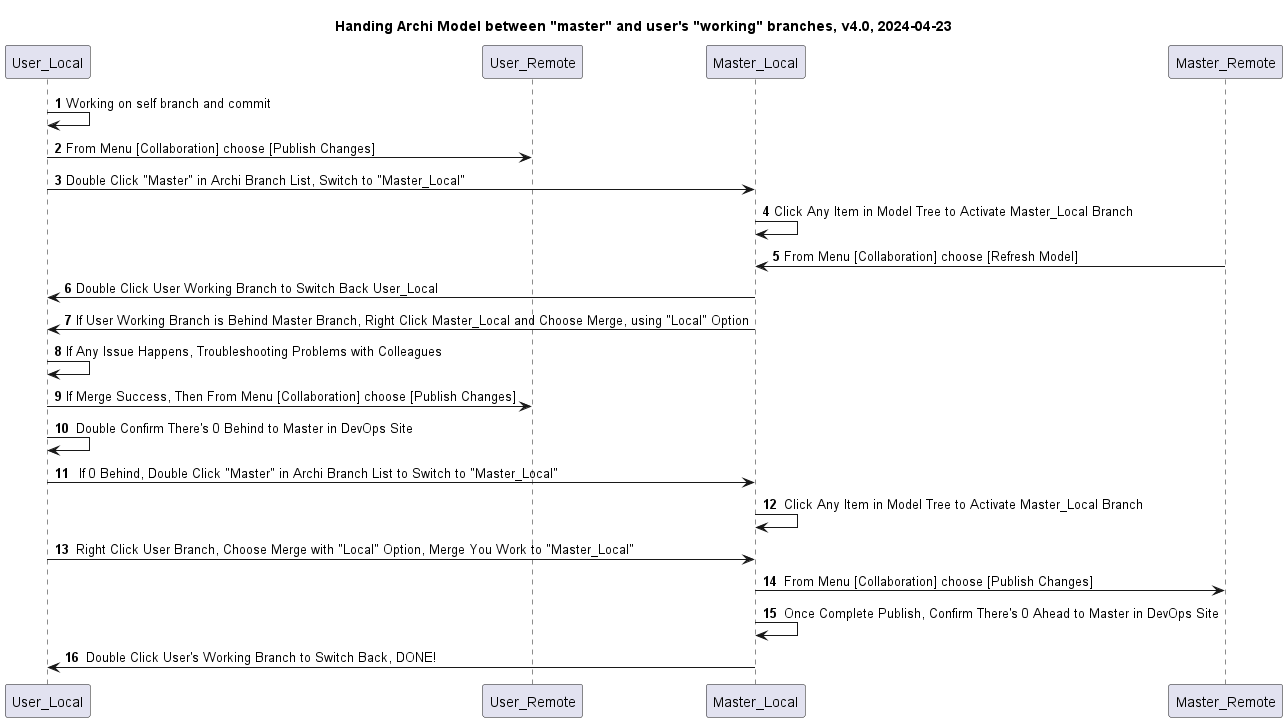 Handing Archi Model between "master" and user's "working" branches, v4.0, 2024-04-23
User_Local
User_Remote
Master_Local
Master_Remote
1 Working on self branch and commit
2 From Menu [Collaboration] choose [Publish Changes]
3 Double Click "Master" in Archi Branch List, Switch to "Master_Local"
4 Click Any Item in Model Tree to Activate Master_Local Branch
5 From Menu [Collaboration] choose [Refresh Model]
6 Double Click User Working Branch to Switch Back User_Local
7 If User Working Branch is Behind Master Branch, Right Click Master_Local and Choose Merge, using "Local" Option
8 If Any Issue Happens, Troubleshooting Problems with Colleagues
9 If Merge Success, Then From Menu [Collaboration] choose [Publish Changes]
10 Double Confirm There's 0 Behind to Master in DevOps Site
11 If 0 Behind, Double Click "Master" in Archi Branch List to Switch to "Master_Local"
12 Click Any Item in Model Tree to Activate Master_Local Branch
13 Right Click User Branch, Choose Merge with "Local" Option, Merge You Work to "Master_Local"
14 From Menu [Collaboration] choose [Publish Changes]
15 Once Complete Publish, Confirm There's 0 Ahead to Master in DevOps Site
16 Double Click User's Working Branch to Switch Back, DONE!
User_Local
User_Remote
Master_Local
Master_Remote